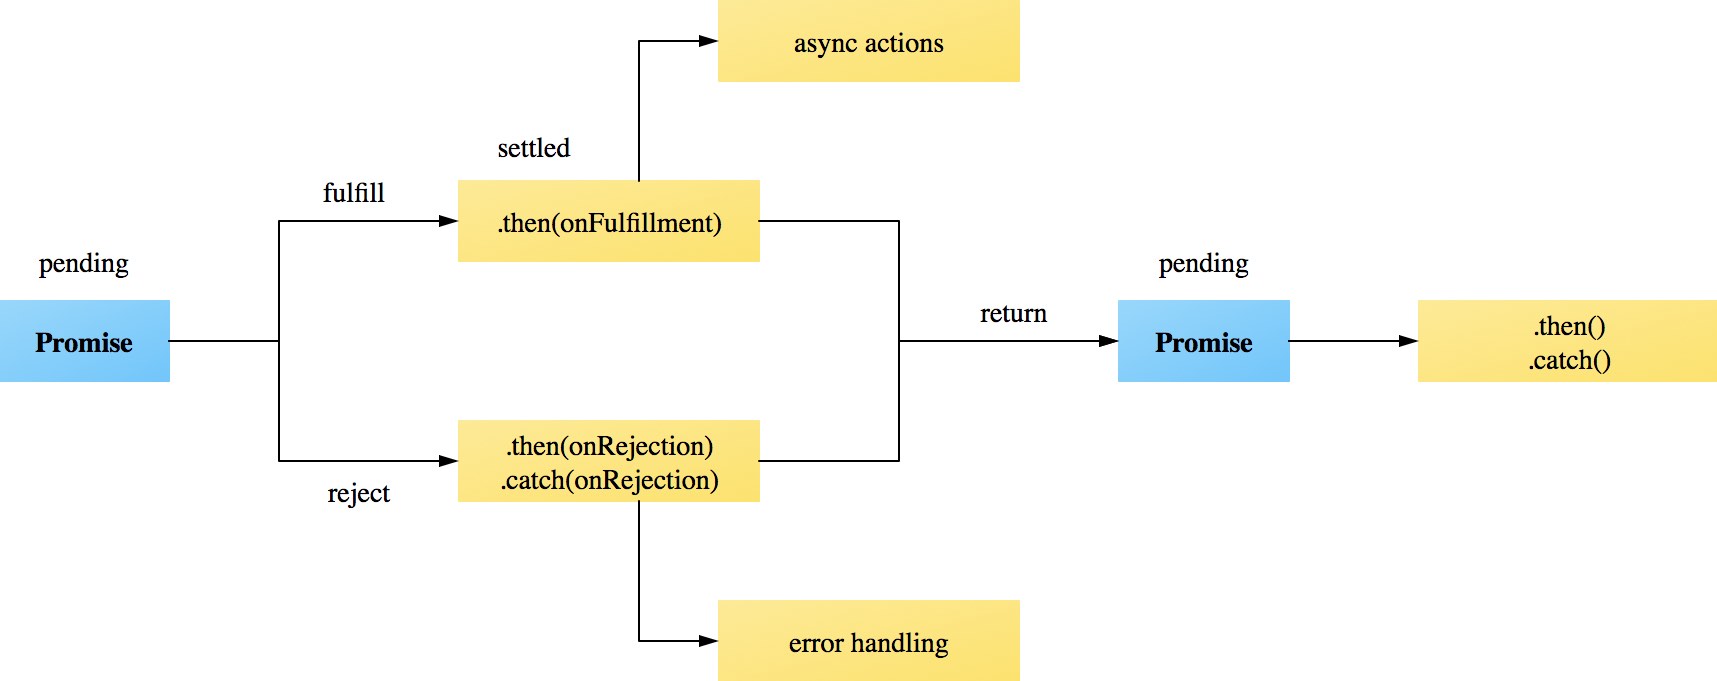 async actions
settled
fulfill
.then(onFulfillment)
pending
Promise
return
pending
Promise
.then()
.catch()
.then(onRejection)
.catch(onRejection)
reject
error handling